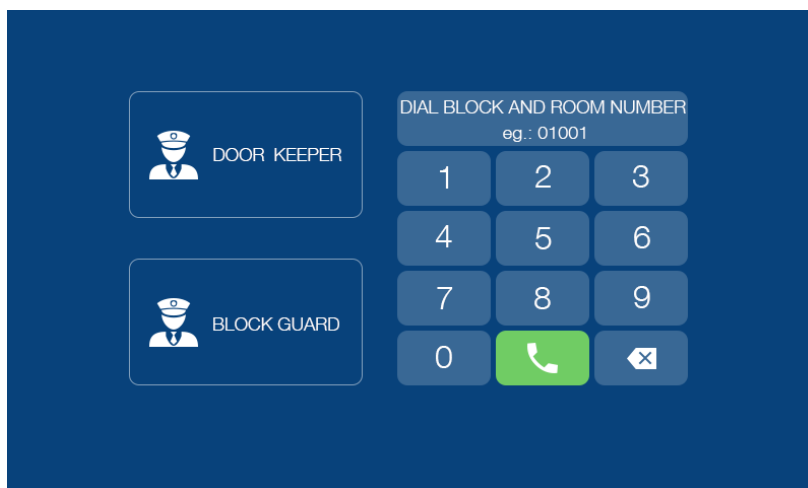 DOOR KEEPER
BLOCK GUARD
DIAL BLOCK AND ROOM NUMBER
eg.: 01001
1 2 3
4 5 6
7 8 9
0